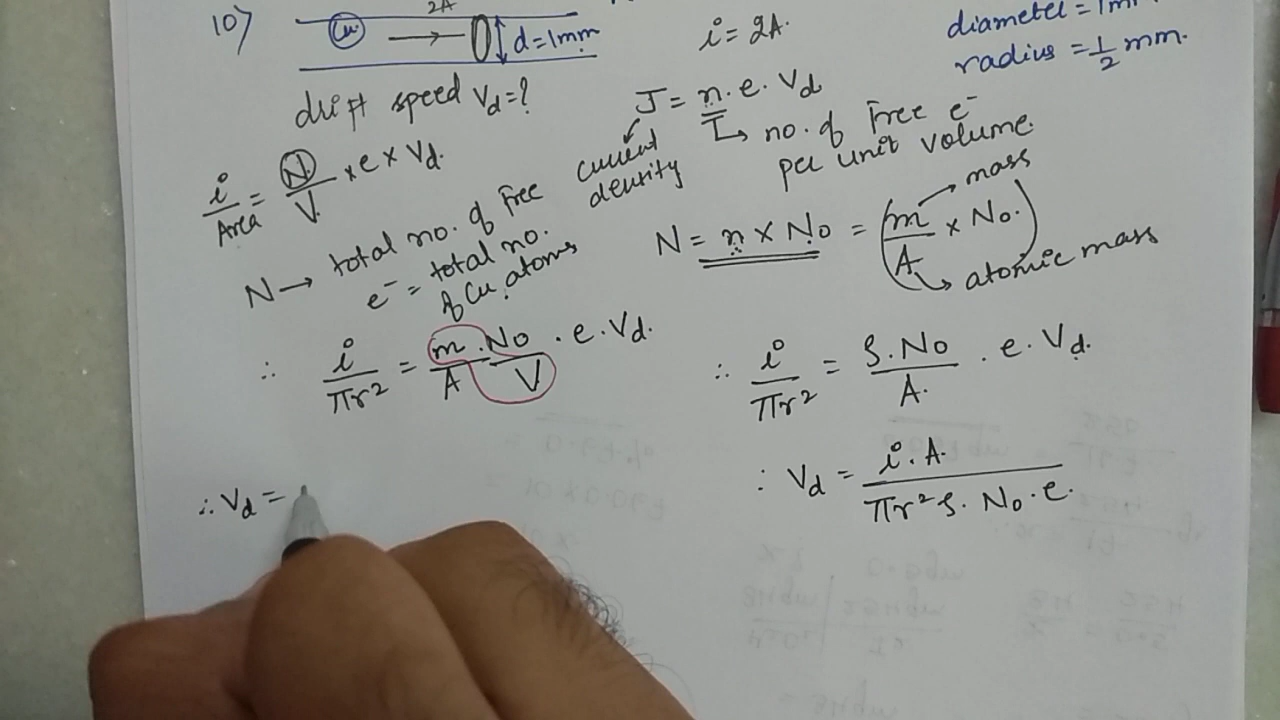 10)
2A
Cu
d=1mm
i = 2A.
diameter = 1mm
radius = 1/2 mm.
drift speed Vd=?
J = n. e. Vd
no. of free e⁻
per unit volume.
current
density
i/Area = N/V × e × Vd.
N → total no. of free
e⁻ = total no.
of Cu atoms
N = n × No = (m/A × No.)
mass
atomic mass
∴ i/πr² = m.No/A V . e. Vd.
∴ i/πr² = ρ.No/A. . e. Vd.
∴ Vd = i. A./πr²ρ. No. e.
∴ Vd =